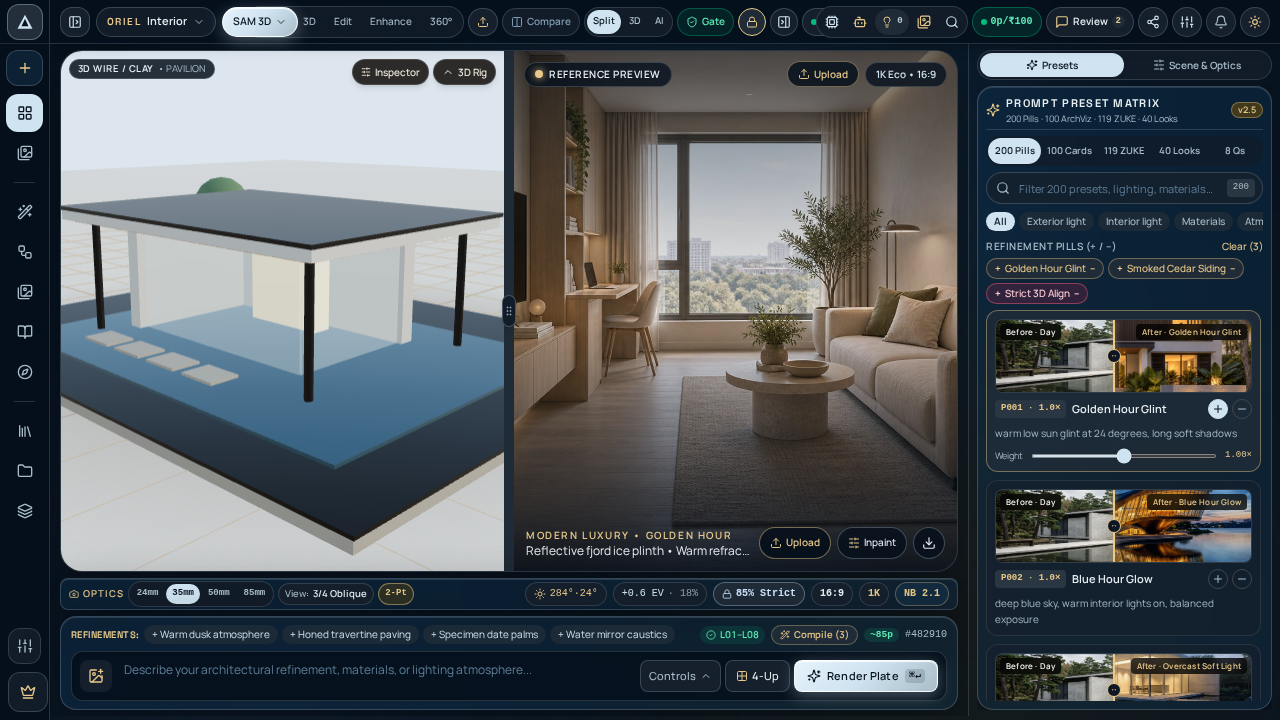 ORIEL Interior
SAM 3D
3D
Edit
Enhance
360°
Compare
Split
3D
AI
Gate
0
0p/₹100
Review 2
3D WIRE / CLAY • PAVILION
Inspector
3D Rig
REFERENCE PREVIEW
Upload
1K Eco • 16:9
MODERN LUXURY • GOLDEN HOUR
Reflective fjord ice plinth • Warm refrac...
Upload
Inpaint
OPTICS
24mm
35mm
50mm
85mm
View: 3/4 Oblique
2-Pt
284°·24°
+0.6 EV · 18%
85% Strict
16:9
1K
NB 2.1
REFINEMENTS:
+ Warm dusk atmosphere
+ Honed travertine paving
+ Specimen date palms
+ Water mirror caustics
L01–L08
Compile (3)
~85p
#482910
Describe your architectural refinement, materials, or lighting atmosphere...
Controls
4-Up
Render Plate ⌘↵
Presets
Scene & Optics
PROMPT PRESET MATRIX
200 Pills · 100 ArchViz · 119 ZUKE · 40 Looks
v2.5
200 Pills
100 Cards
119 ZUKE
40 Looks
8 Qs
Filter 200 presets, lighting, materials...
200
All
Exterior light
Interior light
Materials
Atm
REFINEMENT PILLS (+ / −)
Clear (3)
+ Golden Hour Glint −
+ Smoked Cedar Siding −
+ Strict 3D Align −
Before · Day
After · Golden Hour Glint
P001 · 1.0×
Golden Hour Glint
warm low sun glint at 24 degrees, long soft shadows
Weight
1.00×
Before · Day
After · Blue Hour Glow
P002 · 1.0×
Blue Hour Glow
deep blue sky, warm interior lights on, balanced
exposure
Before · Day
After · Overcast Soft Light